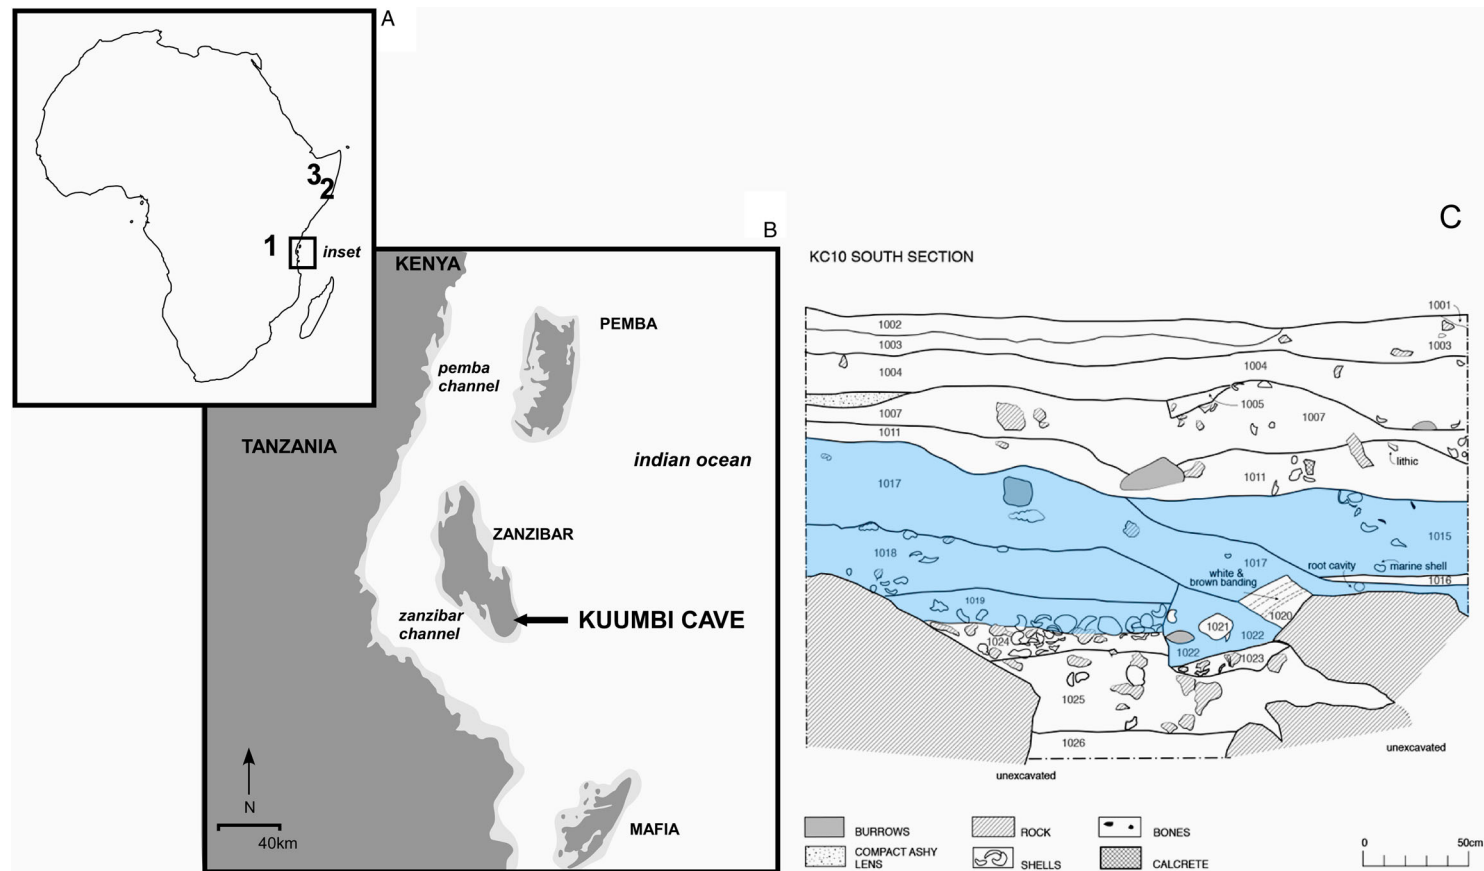 A
3
2
1
inset
B
KENYA
PEMBA
pemba
channel
TANZANIA
indian ocean
ZANZIBAR
zanzibar
channel
KUUMBI CAVE
N
40km
MAFIA
C
KC10 SOUTH SECTION
1001
1002
1003
1003
1004
1004
1005
1007
1007
1011
lithic
1011
1017
1015
1018
1017
root cavity
marine shell
white &
brown banding
1016
1019
1020
1021
1022
1024
1022
1023
1025
1026
unexcavated
unexcavated
BURROWS
ROCK
BONES
COMPACT ASHY
LENS
SHELLS
CALCRETE
0
50cm